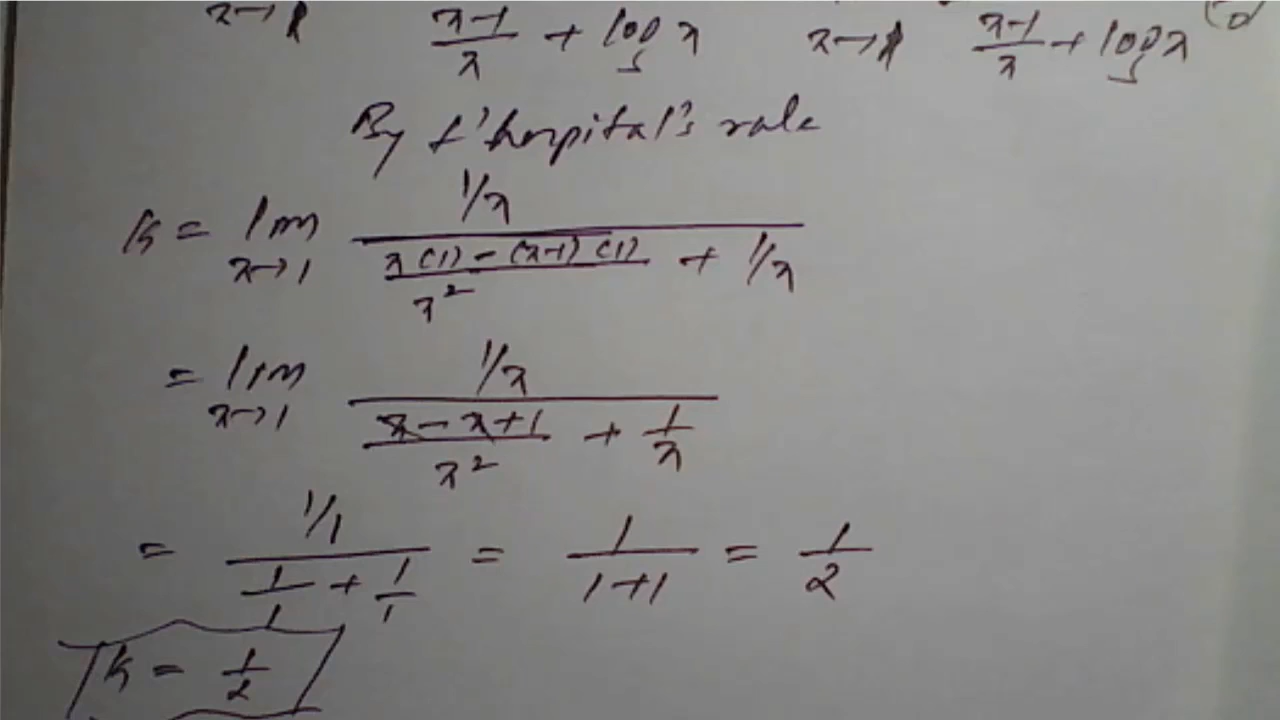 x→1 (x-1)/x + log x x→1 (x-1)/x + log x
By L'hospital's rule
k = lim x→1 (1/x)/((x(1) - (x-1)(1))/x² + 1/x)
= lim x→1 (1/x)/((x - x+1)/x² + 1/x)
= (1/1)/(1/1 + 1/1) = 1/(1+1) = 1/2
k = 1/2